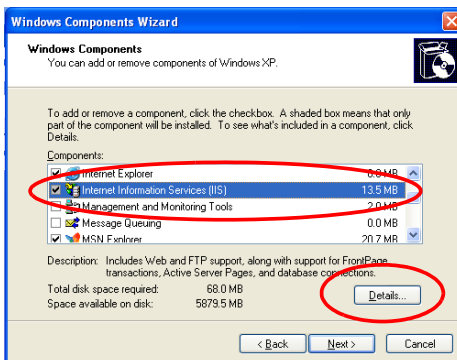 Windows Components Wizard
Windows Components
You can add or remove components of Windows XP.
To add or remove a component, click the checkbox. A shaded box means that only
part of the component will be installed. To see what's included in a component, click
Details.
Components:
Internet Explorer 0.0 MB
Internet Information Services (IIS) 13.5 MB
Management and Monitoring Tools 2.0 MB
Message Queuing 0.0 MB
MSN Explorer 20.7 MB
Description: Includes Web and FTP support, along with support for FrontPage,
transactions, Active Server Pages, and database connections.
Total disk space required: 68.0 MB
Space available on disk: 5879.5 MB
Details...
< Back Next > Cancel